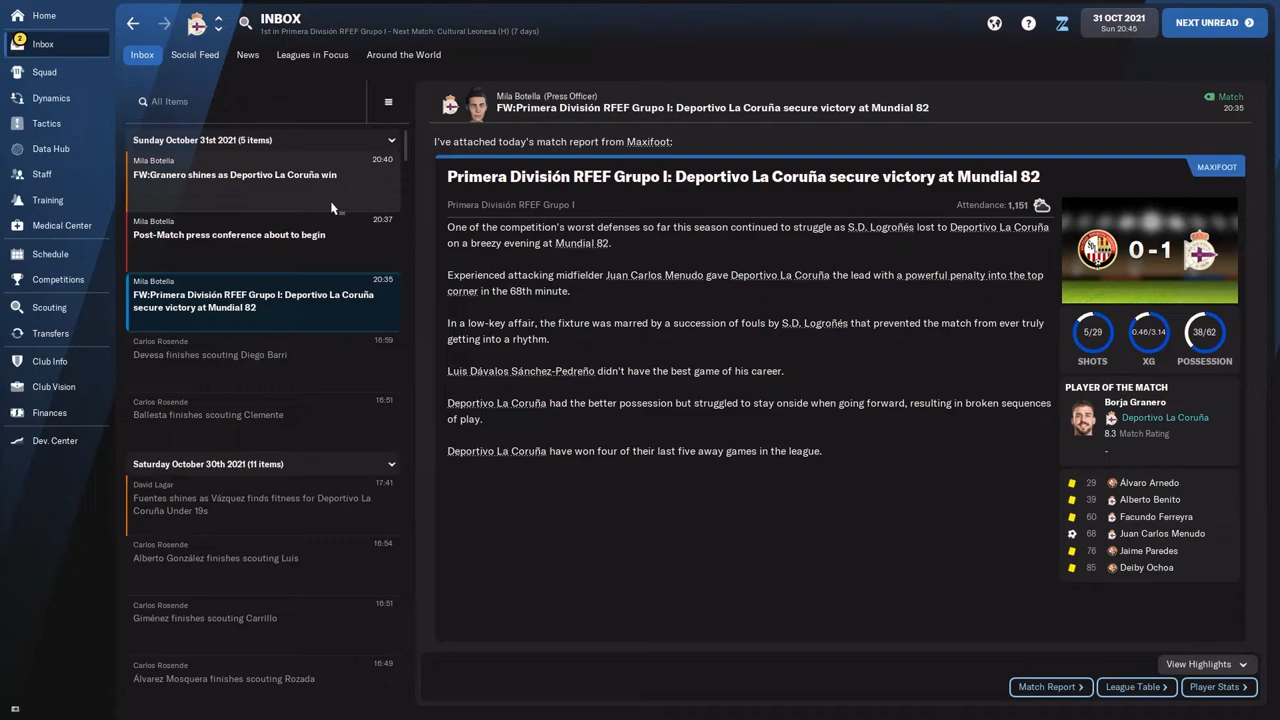 INBOX
1st in Primera División RFEF Grupo I - Next Match: Cultural Leonesa (H) (7 days)
31 OCT 2021
Sun 20:45
NEXT UNREAD
Home
2
Inbox
Squad
Dynamics
Tactics
Data Hub
Staff
Training
Medical Center
Schedule
Competitions
Scouting
Transfers
Club Info
Club Vision
Finances
Dev. Center
Inbox
Social Feed
News
Leagues in Focus
Around the World
All Items
Sunday October 31st 2021 (5 items)
Mila Botella 20:40
FW:Granero shines as Deportivo La Coruña win
Mila Botella 20:37
Post-Match press conference about to begin
Mila Botella 20:35
FW:Primera División RFEF Grupo I: Deportivo La Coruña
secure victory at Mundial 82
Carlos Rosende 16:59
Devesa finishes scouting Diego Barri
Carlos Rosende 16:51
Ballesta finishes scouting Clemente
Saturday October 30th 2021 (11 items)
David Lagar 17:41
Fuentes shines as Vázquez finds fitness for Deportivo La
Coruña Under 19s
Carlos Rosende 16:54
Alberto González finishes scouting Luis
Carlos Rosende 16:51
Giménez finishes scouting Carrillo
Carlos Rosende 16:49
Álvarez Mosquera finishes scouting Rozada
Mila Botella (Press Officer)
FW:Primera División RFEF Grupo I: Deportivo La Coruña secure victory at Mundial 82
Match
20:35
I've attached today's match report from Maxifoot:
MAXIFOOT
Primera División RFEF Grupo I: Deportivo La Coruña secure victory at Mundial 82
Primera División RFEF Grupo I
Attendance: 1,151
One of the competition's worst defenses so far this season continued to struggle as S.D. Logroñés lost to Deportivo La Coruña
on a breezy evening at Mundial 82.
Experienced attacking midfielder Juan Carlos Menudo gave Deportivo La Coruña the lead with a powerful penalty into the top
corner in the 68th minute.
In a low-key affair, the fixture was marred by a succession of fouls by S.D. Logroñés that prevented the match from ever truly
getting into a rhythm.
Luis Dávalos Sánchez-Pedreño didn't have the best game of his career.
Deportivo La Coruña had the better possession but struggled to stay onside when going forward, resulting in broken sequences
of play.
Deportivo La Coruña have won four of their last five away games in the league.
0 - 1
5/29
0.46/3.14
38/62
SHOTS
XG
POSSESSION
PLAYER OF THE MATCH
Borja Granero
Deportivo La Coruña
8.3 Match Rating
-
29 Álvaro Arnedo
39 Alberto Benito
60 Facundo Ferreyra
68 Juan Carlos Menudo
76 Jaime Paredes
85 Deiby Ochoa
View Highlights
Match Report
League Table
Player Stats